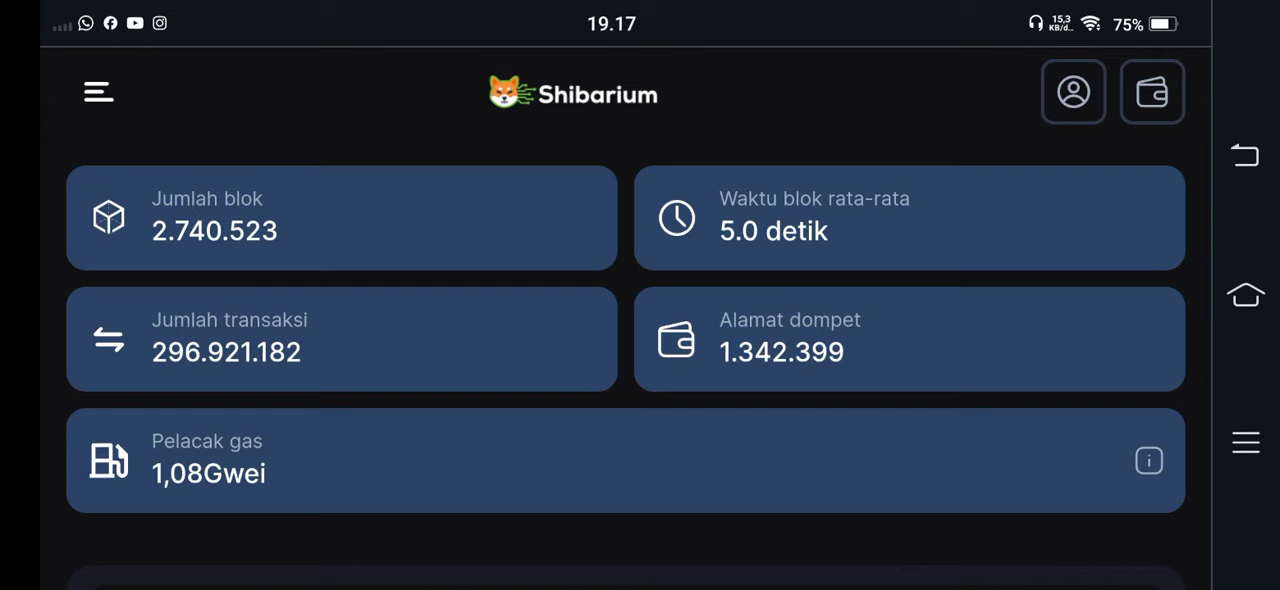 19.17
15,3
KB/d...
75%
Shibarium
Jumlah blok
2.740.523
Waktu blok rata-rata
5.0 detik
Jumlah transaksi
296.921.182
Alamat dompet
1.342.399
Pelacak gas
1,08Gwei